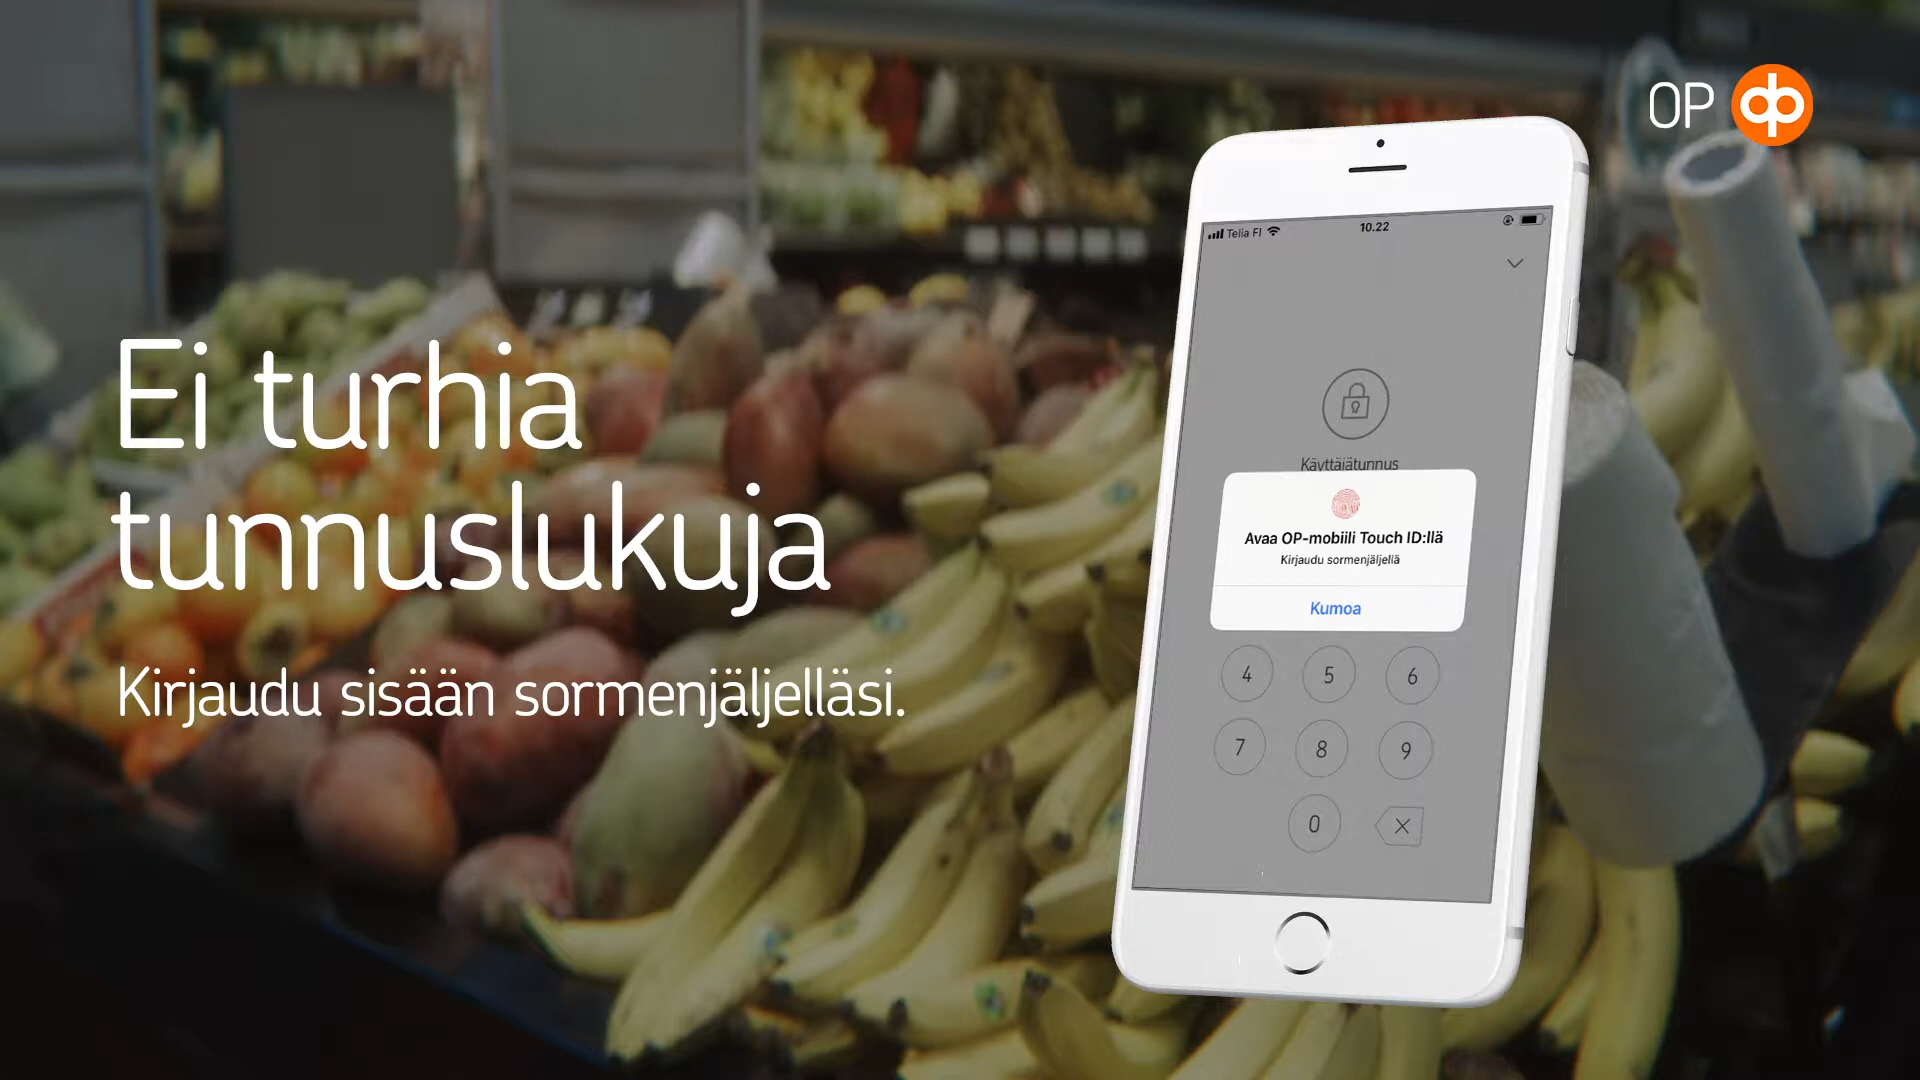 OP
Ei turhia
tunnuslukuja
Kirjaudu sisään sormenjäljelläsi.
Telia FI
10.22
Käyttäjätunnus
Avaa OP-mobiili Touch ID:llä
Kirjaudu sormenjäljellä
Kumoa
4 5 6
7 8 9
0